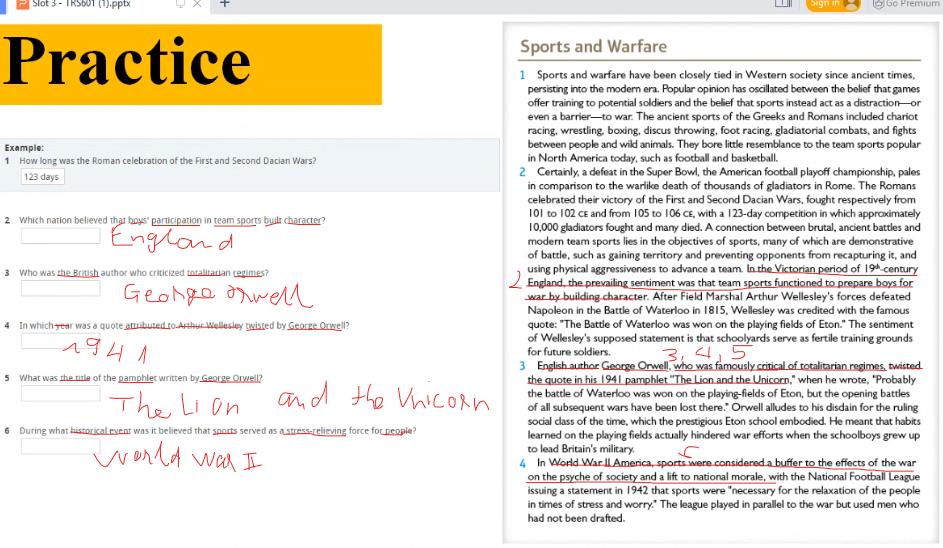 Slot 3 - TRS601 (1).pptx
Sign in
Go Premium
Practice
Example:
1 How long was the Roman celebration of the First and Second Dacian Wars?
123 days
2 Which nation believed that boys' participation in team sports built character?
England
3 Who was the British author who criticized totalitarian regimes?
George orwell
4 In which year was a quote attributed to Arthur Wellesley twisted by George Orwell?
1941
5 What was the title of the pamphlet written by George Orwell?
The Lion and the Unicorn
6 During what historical event was it believed that sports served as a stress-relieving force for people?
World War II
Sports and Warfare
1 Sports and warfare have been closely tied in Western society since ancient times,
persisting into the modern era. Popular opinion has oscillated between the belief that games
offer training to potential soldiers and the belief that sports instead act as a distraction—or
even a barrier—to war. The ancient sports of the Greeks and Romans included chariot
racing, wrestling, boxing, discus throwing, foot racing, gladiatorial combats, and fights
between people and wild animals. They bore little resemblance to the team sports popular
in North America today, such as football and basketball.
2 Certainly, a defeat in the Super Bowl, the American football playoff championship, pales
in comparison to the warlike death of thousands of gladiators in Rome. The Romans
celebrated their victory of the First and Second Dacian Wars, fought respectively from
101 to 102 CE and from 105 to 106 CE, with a 123-day competition in which approximately
10,000 gladiators fought and many died. A connection between brutal, ancient battles and
modern team sports lies in the objectives of sports, many of which are demonstrative
of battle, such as gaining territory and preventing opponents from recapturing it, and
using physical aggressiveness to advance a team. In the Victorian period of 19th-century
2 England, the prevailing sentiment was that team sports functioned to prepare boys for
war by building character. After Field Marshal Arthur Wellesley's forces defeated
Napoleon in the Battle of Waterloo in 1815, Wellesley was credited with the famous
quote: "The Battle of Waterloo was won on the playing fields of Eton." The sentiment
of Wellesley's supposed statement is that schoolyards serve as fertile training grounds
for future soldiers.
3, 4, 5
3 English author George Orwell, who was famously critical of totalitarian regimes, twisted
the quote in his 1941 pamphlet "The Lion and the Unicorn," when he wrote, "Probably
the battle of Waterloo was won on the playing-fields of Eton, but the opening battles
of all subsequent wars have been lost there." Orwell alludes to his disdain for the ruling
social class of the time, which the prestigious Eton school embodied. He meant that habits
learned on the playing fields actually hindered war efforts when the schoolboys grew up
to lead Britain's military.
4 In World War II America, sports were considered a buffer to the effects of the war
on the psyche of society and a lift to national morale, with the National Football League
issuing a statement in 1942 that sports were "necessary for the relaxation of the people
in times of stress and worry." The league played in parallel to the war but used men who
had not been drafted.